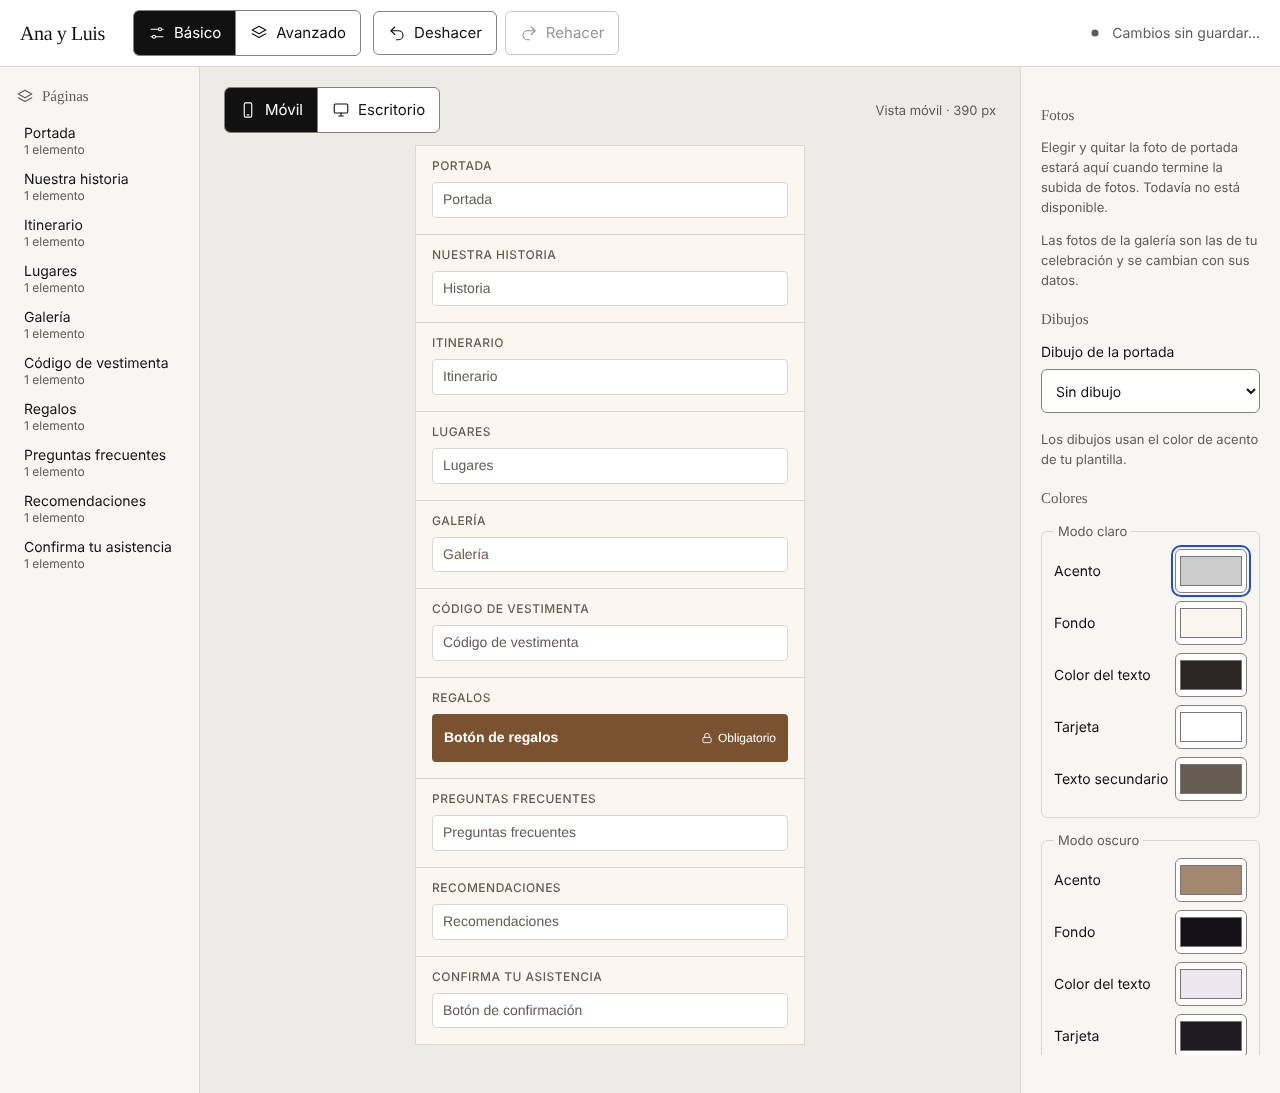 Ana y Luis
Básico
Avanzado
Deshacer
Rehacer
Cambios sin guardar...
Páginas
Portada
1 elemento
Nuestra historia
1 elemento
Itinerario
1 elemento
Lugares
1 elemento
Galería
1 elemento
Código de vestimenta
1 elemento
Regalos
1 elemento
Preguntas frecuentes
1 elemento
Recomendaciones
1 elemento
Confirma tu asistencia
1 elemento
Móvil
Escritorio
Vista móvil · 390 px
PORTADA
Portada
NUESTRA HISTORIA
Historia
ITINERARIO
Itinerario
LUGARES
Lugares
GALERÍA
Galería
CÓDIGO DE VESTIMENTA
Código de vestimenta
REGALOS
Botón de regalos
Obligatorio
PREGUNTAS FRECUENTES
Preguntas frecuentes
RECOMENDACIONES
Recomendaciones
CONFIRMA TU ASISTENCIA
Botón de confirmación
Fotos
Elegir y quitar la foto de portada
estará aquí cuando termine la
subida de fotos. Todavía no está
disponible.
Las fotos de la galería son las de tu
celebración y se cambian con sus
datos.
Dibujos
Dibujo de la portada
Sin dibujo
Los dibujos usan el color de acento
de tu plantilla.
Colores
Modo claro
Acento
Fondo
Color del texto
Tarjeta
Texto secundario
Modo oscuro
Acento
Fondo
Color del texto
Tarjeta